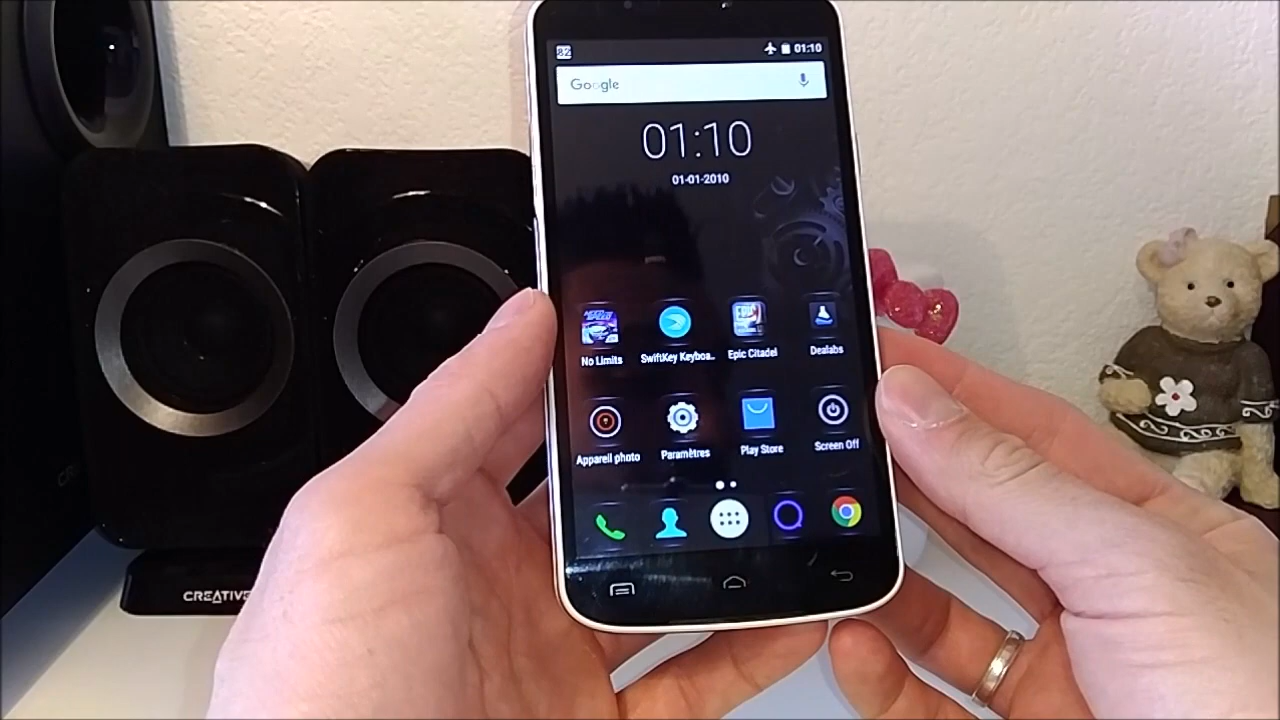 82
01:10
Google
01:10
01-01-2010
No Limits
SwiftKey Keyboa..
Epic Citadel
Dealabs
Appareil photo
Paramètres
Play Store
Screen Off
CREATIVE